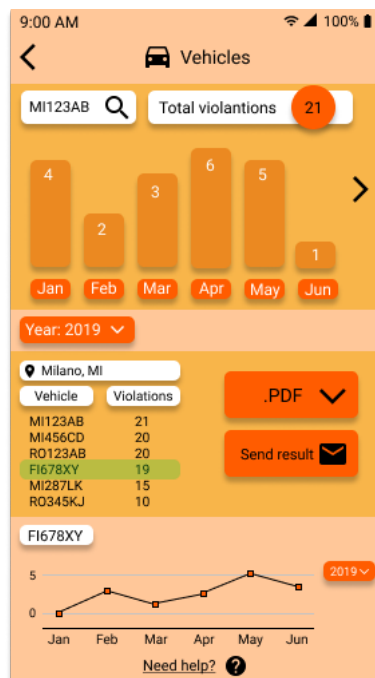 9:00 AM 100%
Vehicles
MI123AB Total violantions 21
4 2 3 6 5 1
Jan Feb Mar Apr May Jun
Year: 2019
Milano, MI
Vehicle Violations
MI123AB 21
MI456CD 20
RO123AB 20
FI678XY 19
MI287LK 15
RO345KJ 10
.PDF
Send result
FI678XY
2019
5
0
Jan Feb Mar Apr May Jun
Need help? ?